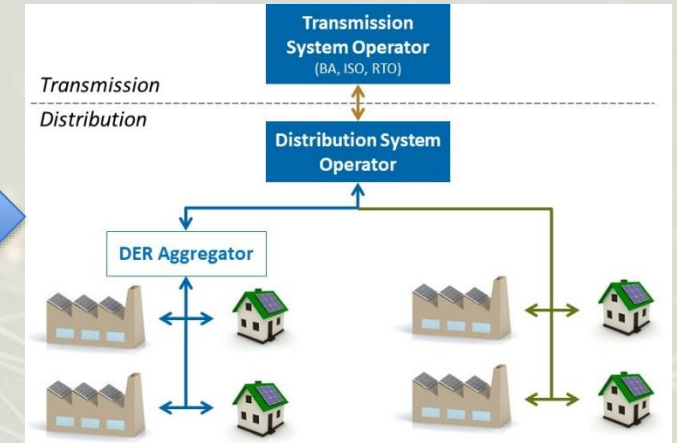 Transmission
System Operator
(BA, ISO, RTO)
Transmission
Distribution
Distribution System
Operator
DER Aggregator